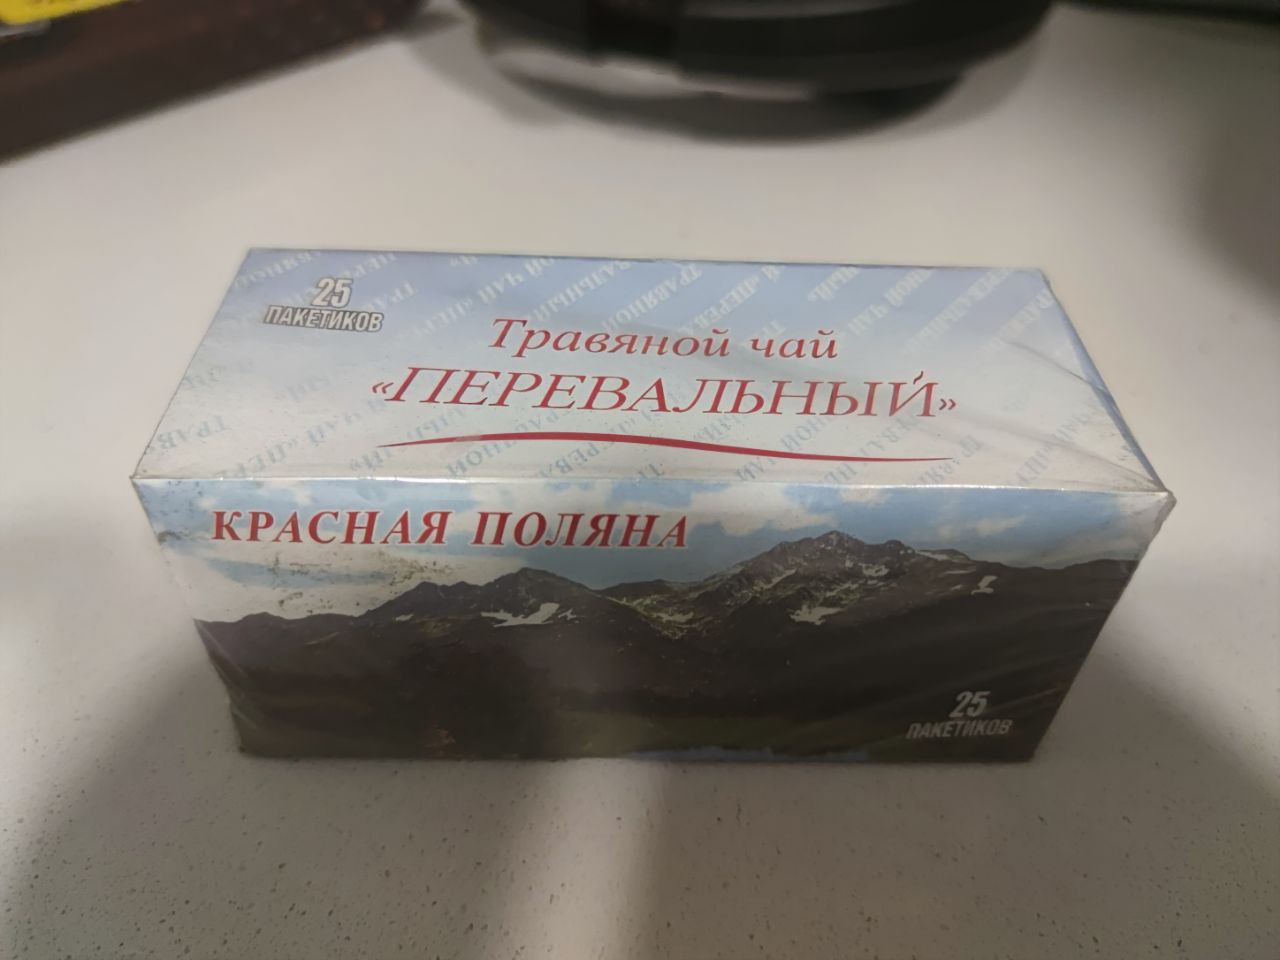 25
ПАКЕТИКОВ
Травяной чай
«ПЕРЕВАЛЬНЫЙ»
КРАСНАЯ ПОЛЯНА
25
ПАКЕТИКОВ